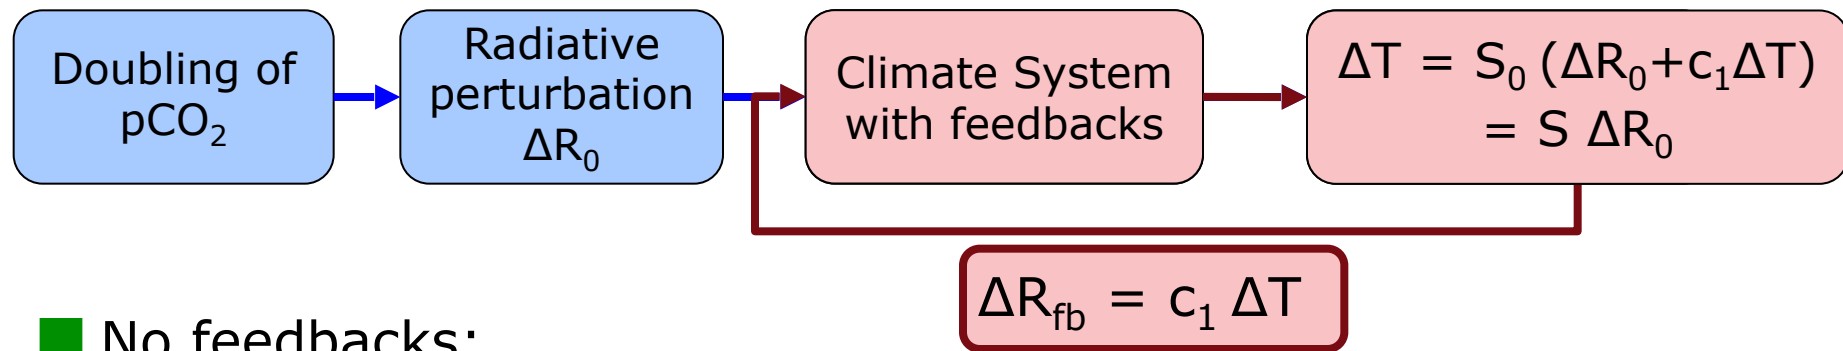 Doubling of
pCO₂
Radiative
perturbation
ΔR₀
Climate System
with feedbacks
ΔT = S₀ (ΔR₀+c₁ΔT)
= S ΔR₀
ΔR_fb = c₁ ΔT
No feedbacks: